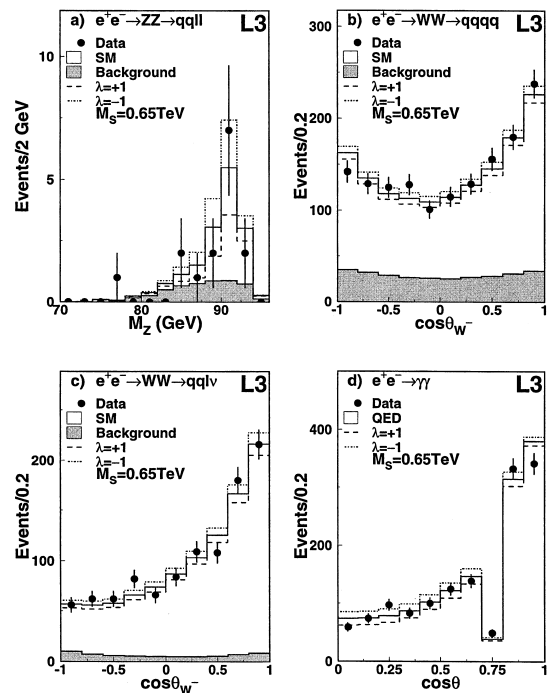 a) e⁺e⁻→ZZ→qqll L3
Data
SM
Background
λ=+1
λ=−1
M_S=0.65TeV
Events/2 GeV
10
5
0
70 80 90
M_Z (GeV)
b) e⁺e⁻→WW→qqqq L3
Data
SM
Background
λ=+1
λ=−1
M_S=0.65TeV
Events/0.2
300
200
100
0
-1 -0.5 0 0.5 1
cosθ_W⁻
c) e⁺e⁻→WW→qqlν L3
Data
SM
Background
λ=+1
λ=−1
M_S=0.65TeV
Events/0.2
200
100
0
-1 -0.5 0 0.5 1
cosθ_W⁻
d) e⁺e⁻→γγ L3
Data
QED
λ=+1
λ=−1
M_S=0.65TeV
Events/0.2
400
200
0
0 0.25 0.5 0.75 1
cosθ